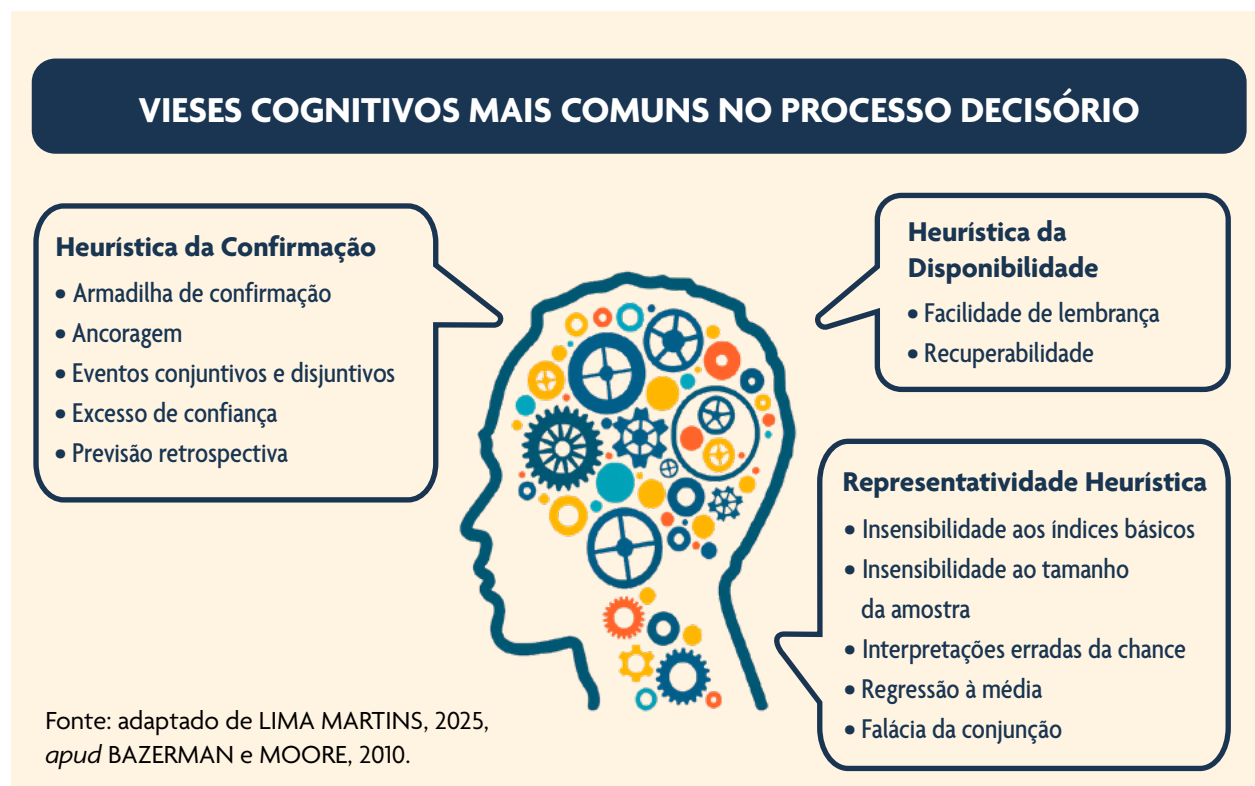 VIESES COGNITIVOS MAIS COMUNS NO PROCESSO DECISÓRIO
Heurística da Confirmação
• Armadilha de confirmação
• Ancoragem
• Eventos conjuntivos e disjuntivos
• Excesso de confiança
• Previsão retrospectiva
Heurística da
Disponibilidade
• Facilidade de lembrança
• Recuperabilidade
Representatividade Heurística
• Insensibilidade aos índices básicos
• Insensibilidade ao tamanho
da amostra
• Interpretações erradas da chance
• Regressão à média
• Falácia da conjunção
Fonte: adaptado de LIMA MARTINS, 2025,
apud BAZERMAN e MOORE, 2010.